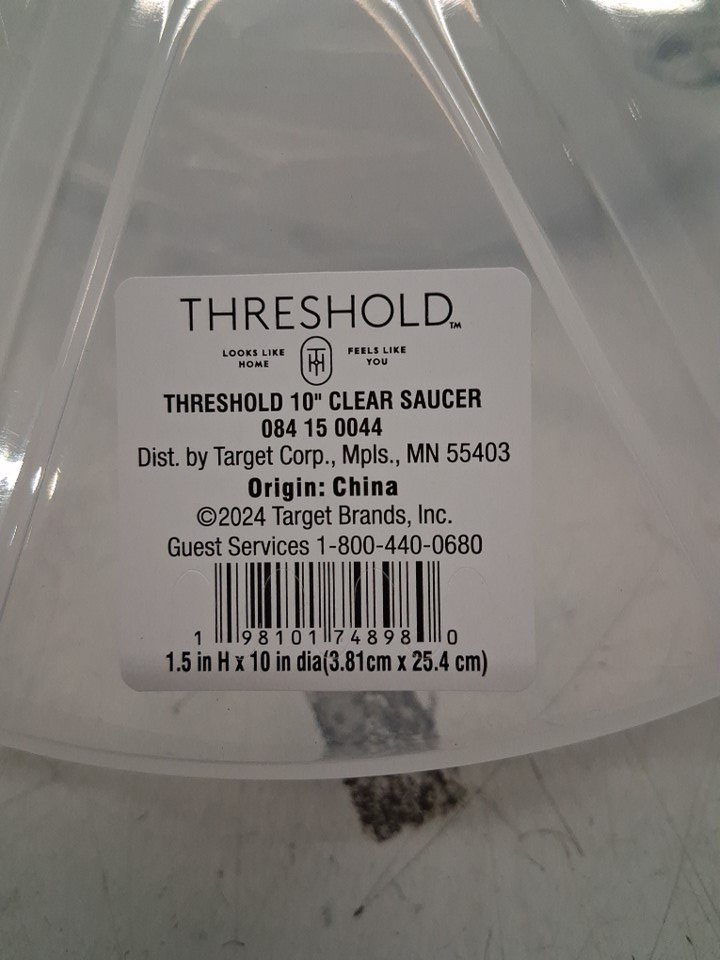 THRESHOLD™
LOOKS LIKE HOME TH FEELS LIKE YOU
THRESHOLD 10" CLEAR SAUCER
084 15 0044
Dist. by Target Corp., Mpls., MN 55403
Origin: China
©2024 Target Brands, Inc.
Guest Services 1-800-440-0680
1 98101 74898 0
1.5 in H x 10 in dia(3.81cm x 25.4 cm)